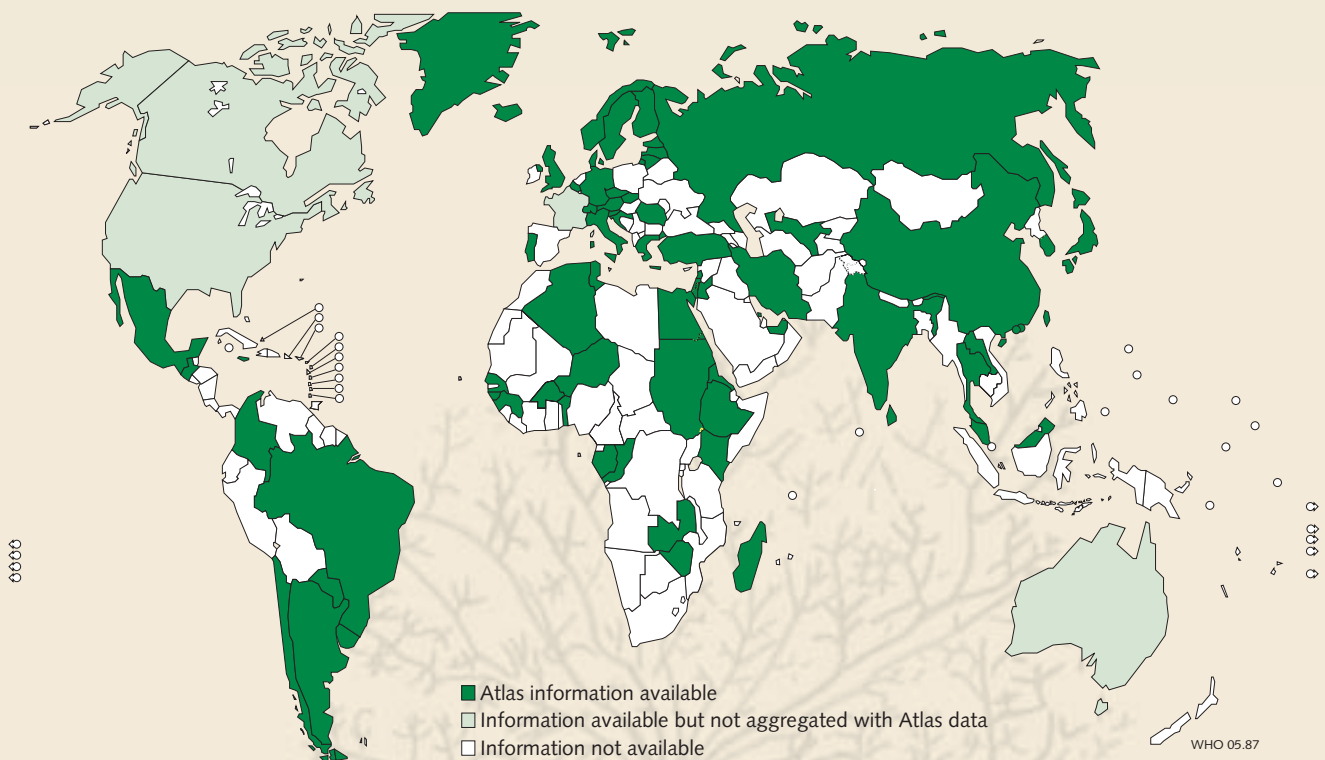 Atlas information available
Information available but not aggregated with Atlas data
Information not available
WHO 05.87